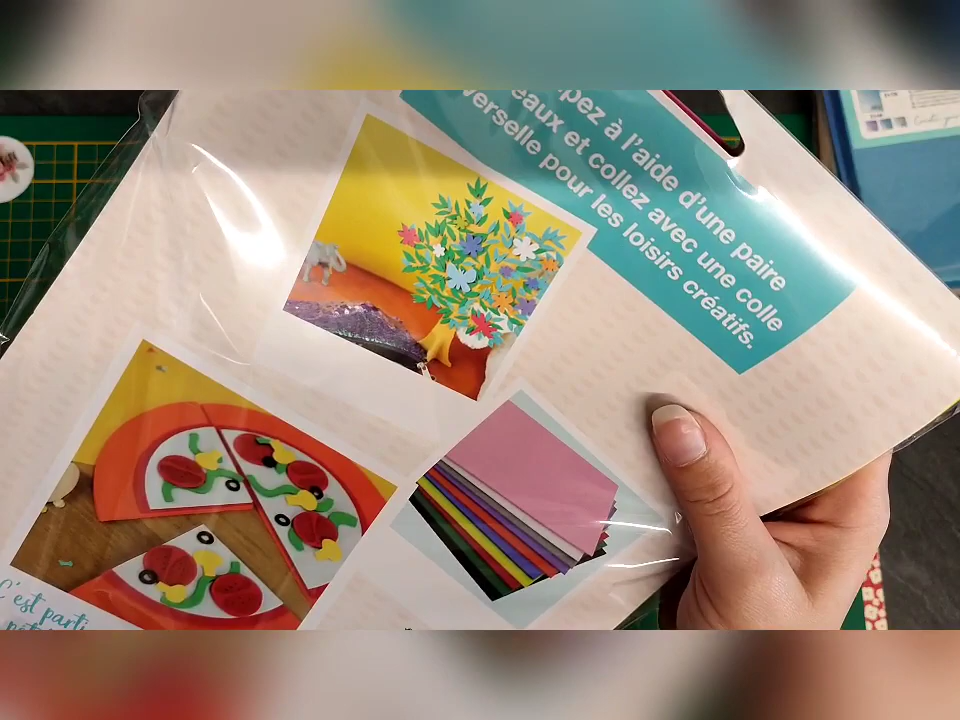 pez à l'aide d'une paire
eaux et collez avec une colle
verselle pour les loisirs créatifs.
C'est parti